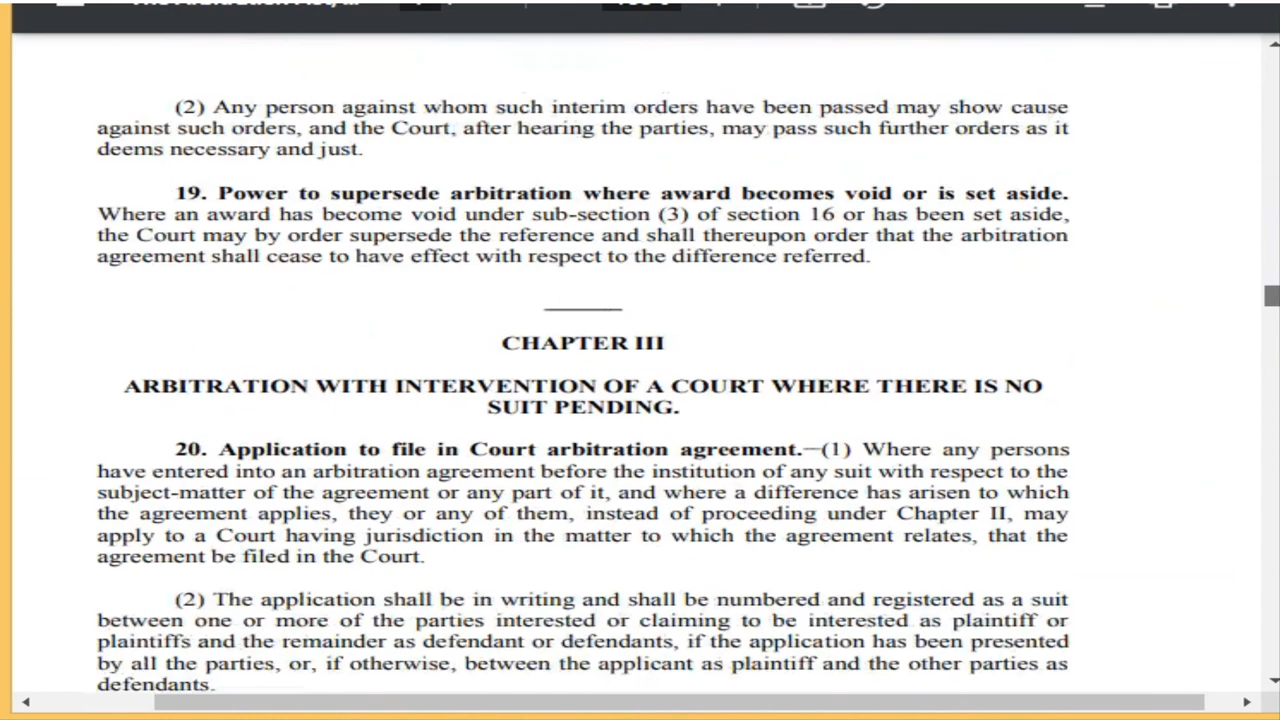 (2) Any person against whom such interim orders have been passed may show cause
against such orders, and the Court, after hearing the parties, may pass such further orders as it
deems necessary and just.
19. Power to supersede arbitration where award becomes void or is set aside.
Where an award has become void under sub-section (3) of section 16 or has been set aside,
the Court may by order supersede the reference and shall thereupon order that the arbitration
agreement shall cease to have effect with respect to the difference referred.
CHAPTER III
ARBITRATION WITH INTERVENTION OF A COURT WHERE THERE IS NO
SUIT PENDING.
20. Application to file in Court arbitration agreement.—(1) Where any persons
have entered into an arbitration agreement before the institution of any suit with respect to the
subject-matter of the agreement or any part of it, and where a difference has arisen to which
the agreement applies, they or any of them, instead of proceeding under Chapter II, may
apply to a Court having jurisdiction in the matter to which the agreement relates, that the
agreement be filed in the Court.
(2) The application shall be in writing and shall be numbered and registered as a suit
between one or more of the parties interested or claiming to be interested as plaintiff or
plaintiffs and the remainder as defendant or defendants, if the application has been presented
by all the parties, or, if otherwise, between the applicant as plaintiff and the other parties as
defendants.